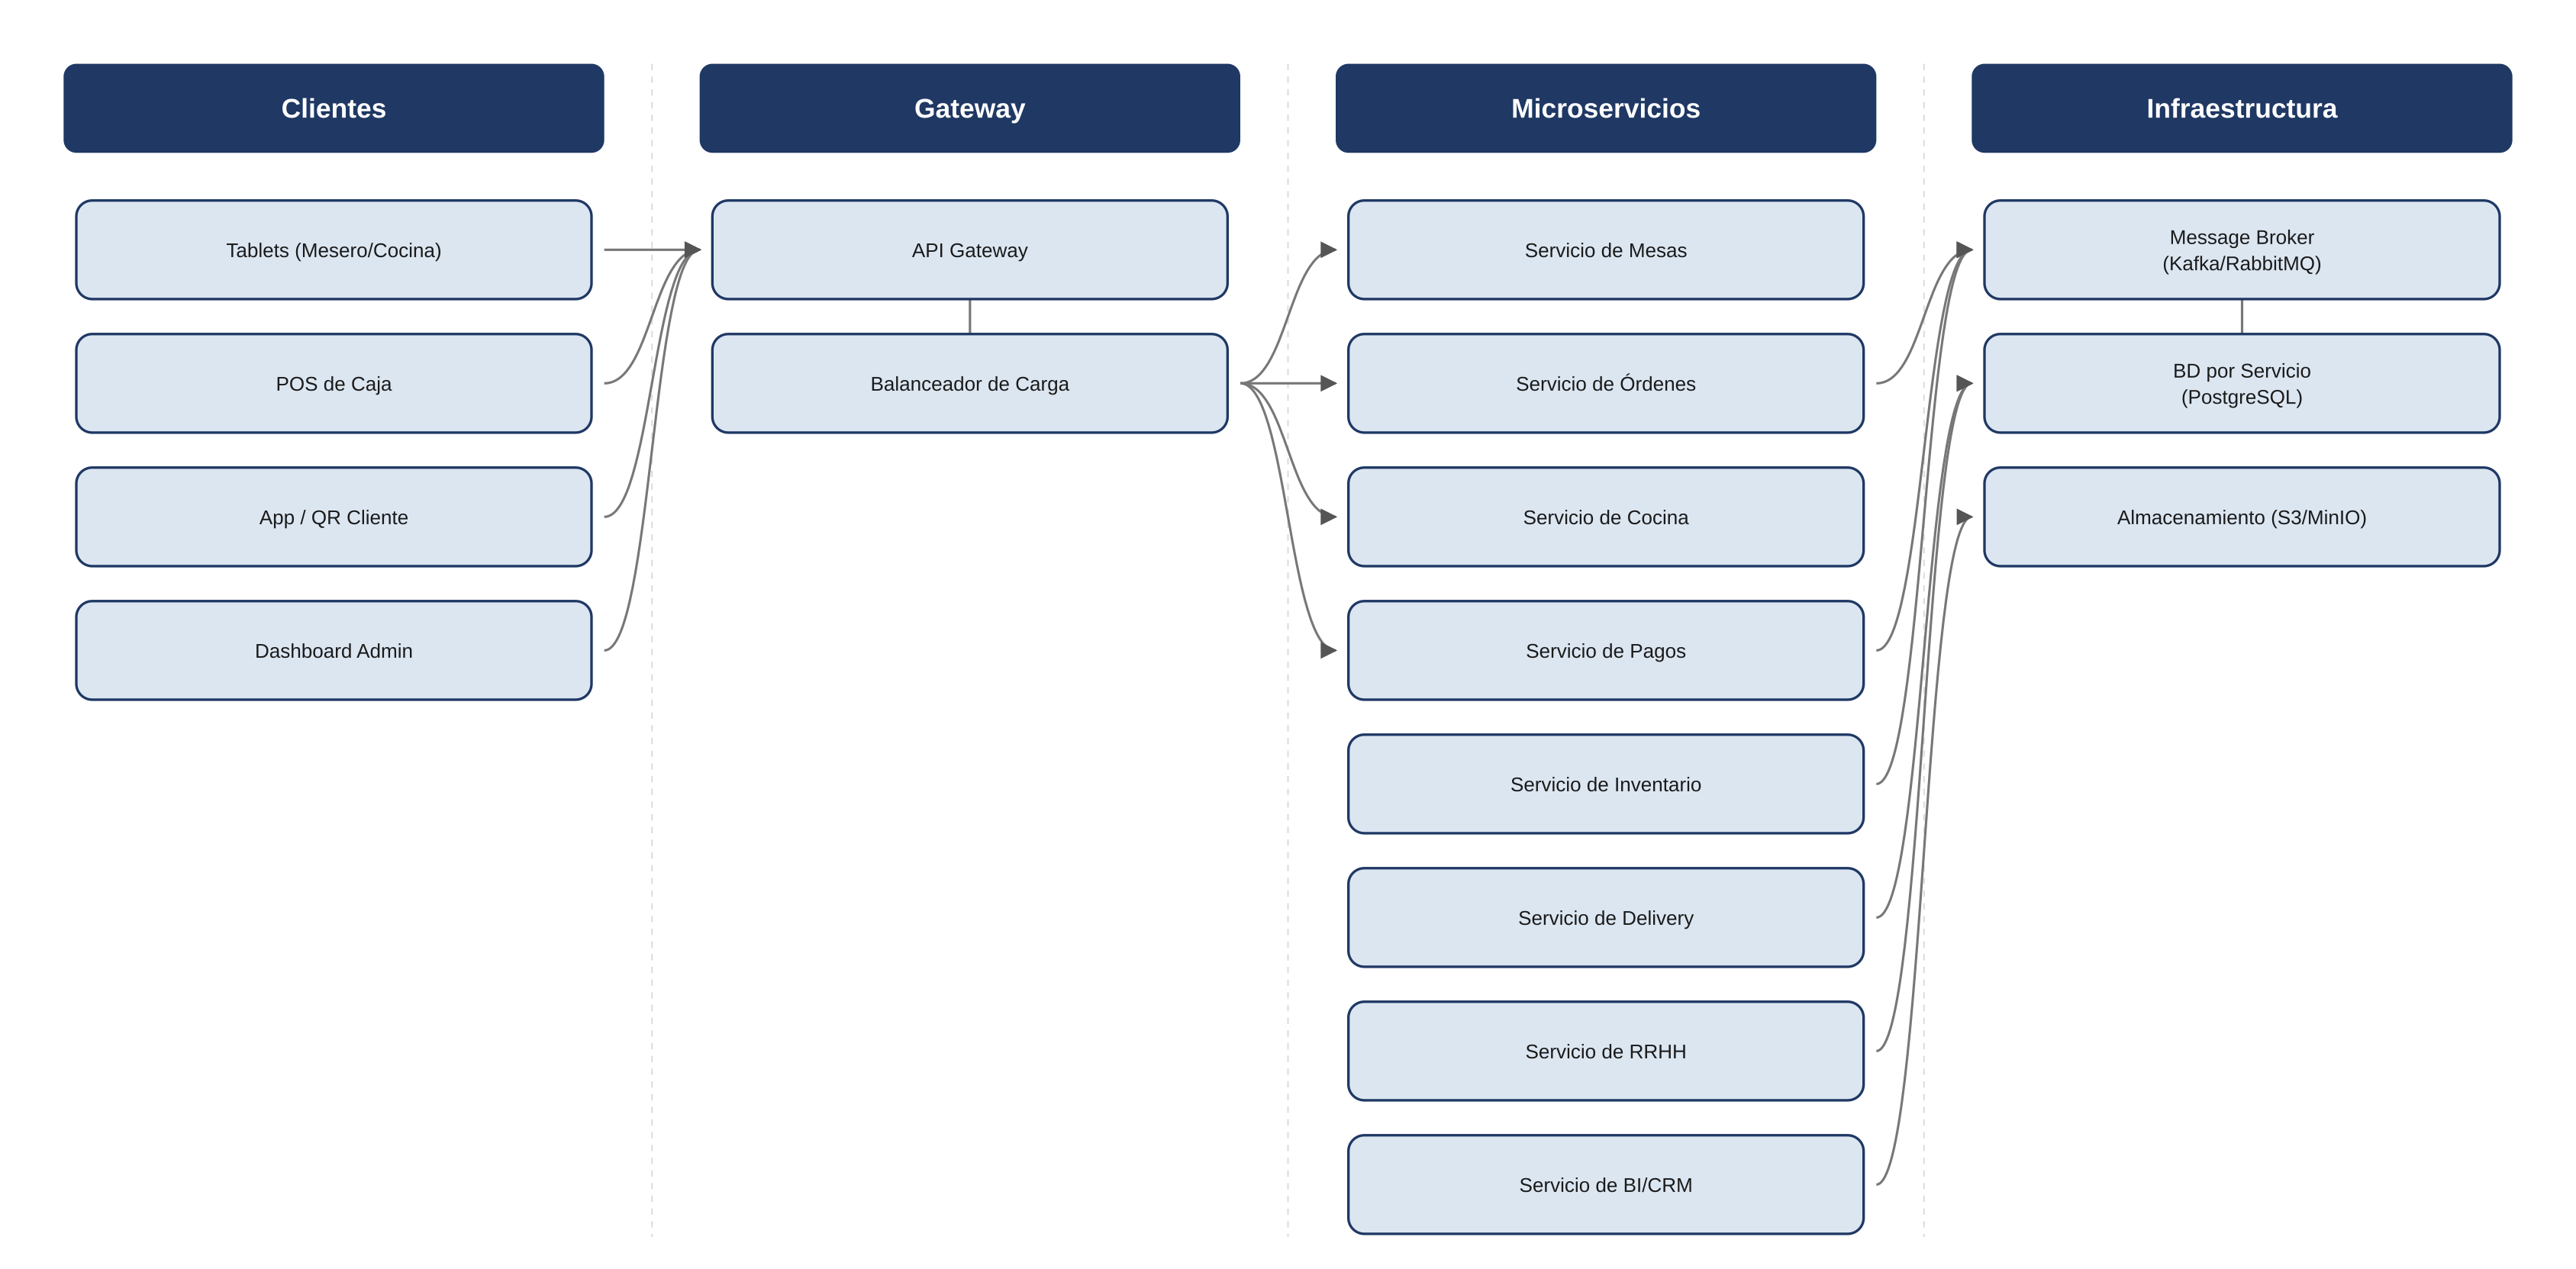 Clientes
Gateway
Microservicios
Infraestructura
Tablets (Mesero/Cocina)
POS de Caja
App / QR Cliente
Dashboard Admin
API Gateway
Balanceador de Carga
Servicio de Mesas
Servicio de Órdenes
Servicio de Cocina
Servicio de Pagos
Servicio de Inventario
Servicio de Delivery
Servicio de RRHH
Servicio de BI/CRM
Message Broker
(Kafka/RabbitMQ)
BD por Servicio
(PostgreSQL)
Almacenamiento (S3/MinIO)